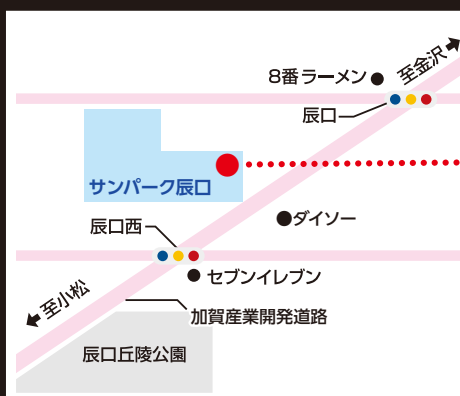 至金沢
8番ラーメン
辰口
サンパーク辰口
ダイソー
辰口西
セブンイレブン
至小松
加賀産業開発道路
辰口丘陵公園